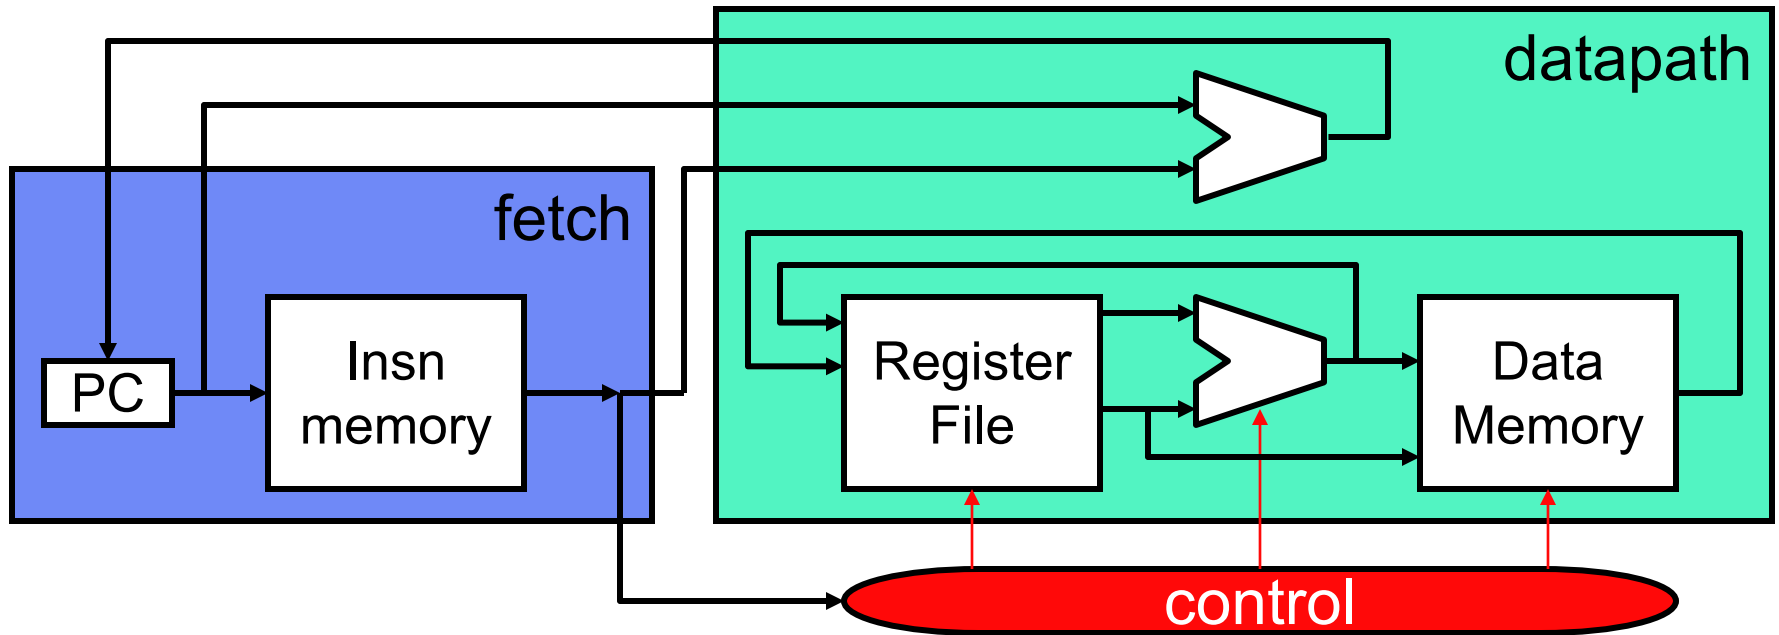 datapath
fetch
PC
Insn
memory
Register
File
Data
Memory
control